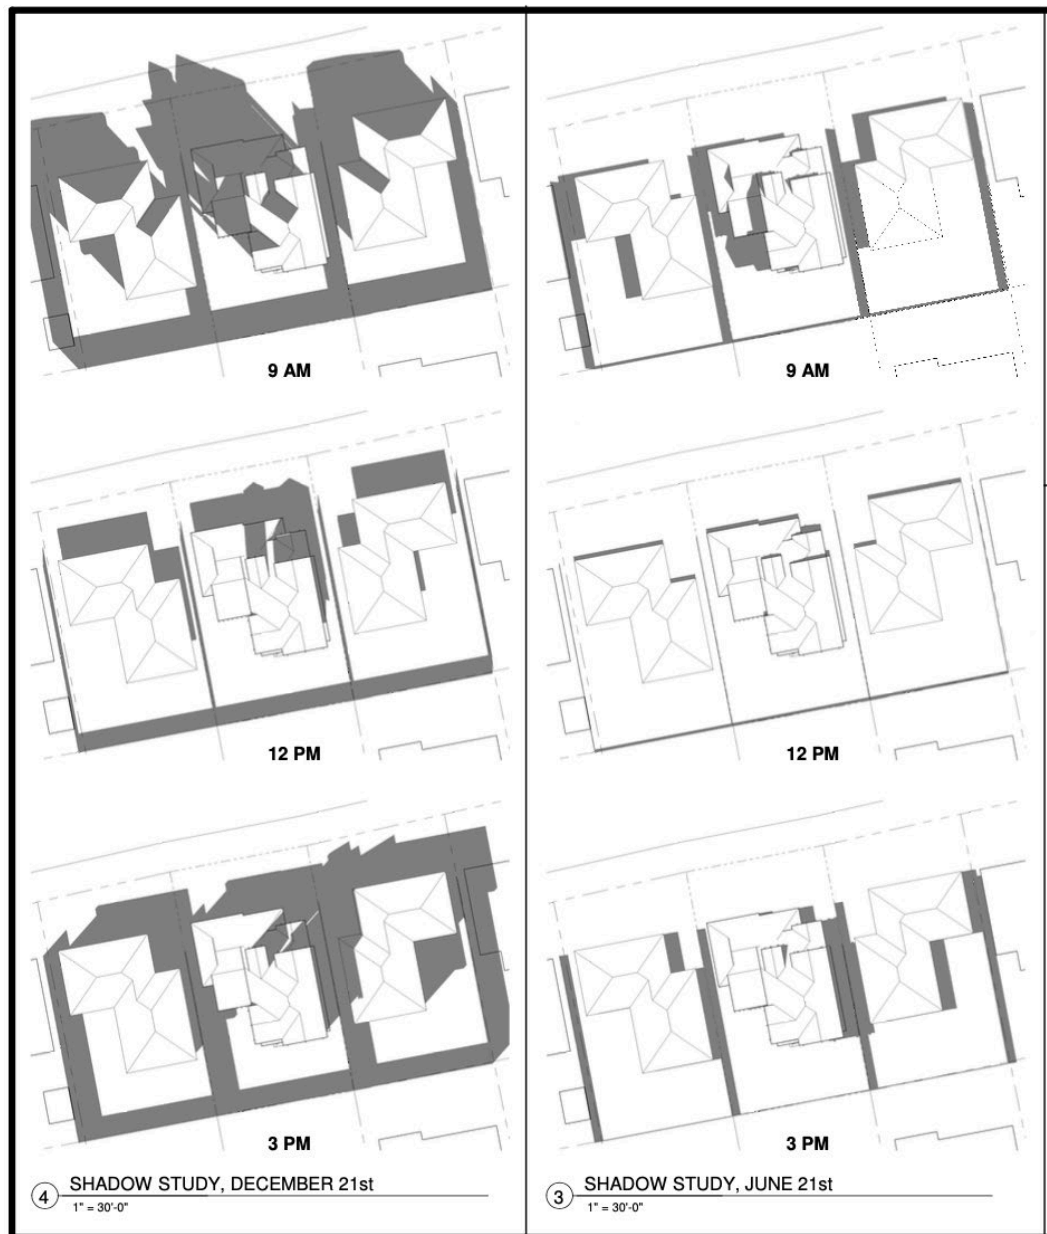 9 AM
12 PM
3 PM
4 SHADOW STUDY, DECEMBER 21st
1" = 30'-0"
9 AM
12 PM
3 PM
3 SHADOW STUDY, JUNE 21st
1" = 30'-0"